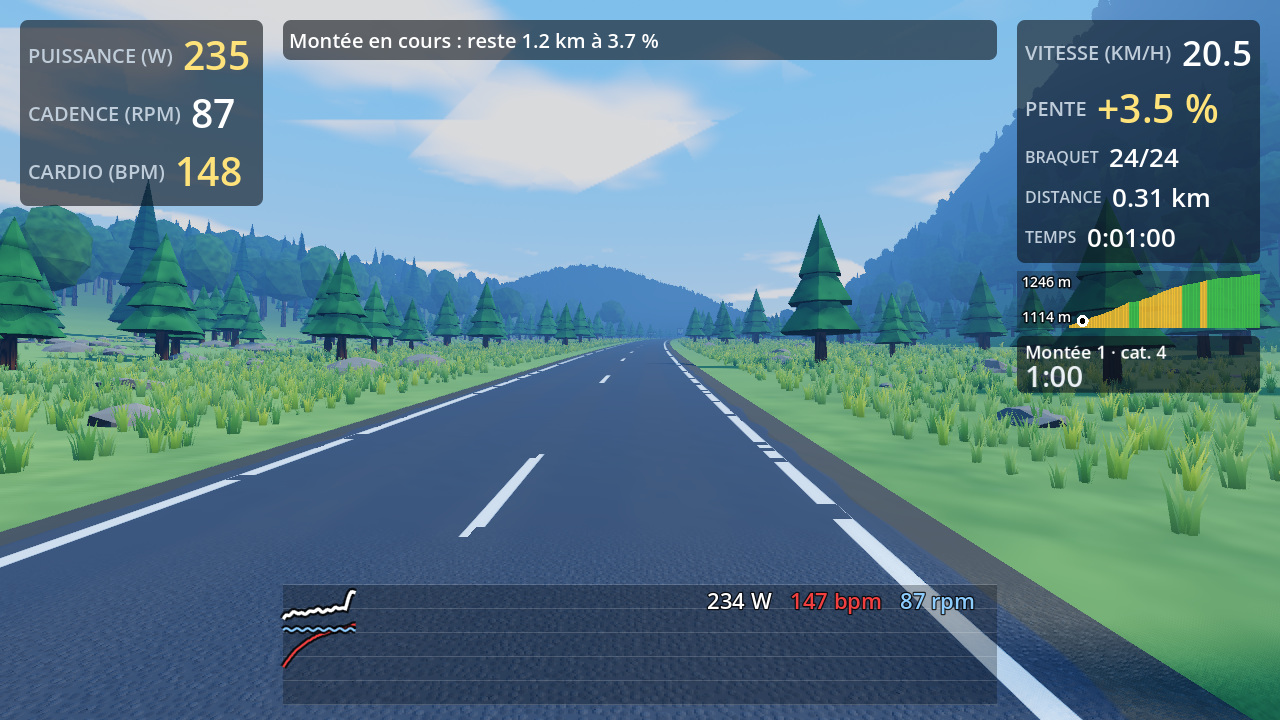 PUISSANCE (W) 235
CADENCE (RPM) 87
CARDIO (BPM) 148
Montée en cours : reste 1.2 km à 3.7 %
VITESSE (KM/H) 20.5
PENTE +3.5 %
BRAQUET 24/24
DISTANCE 0.31 km
TEMPS 0:01:00
1246 m
1114 m
Montée 1 · cat. 4
1:00
234 W 147 bpm 87 rpm